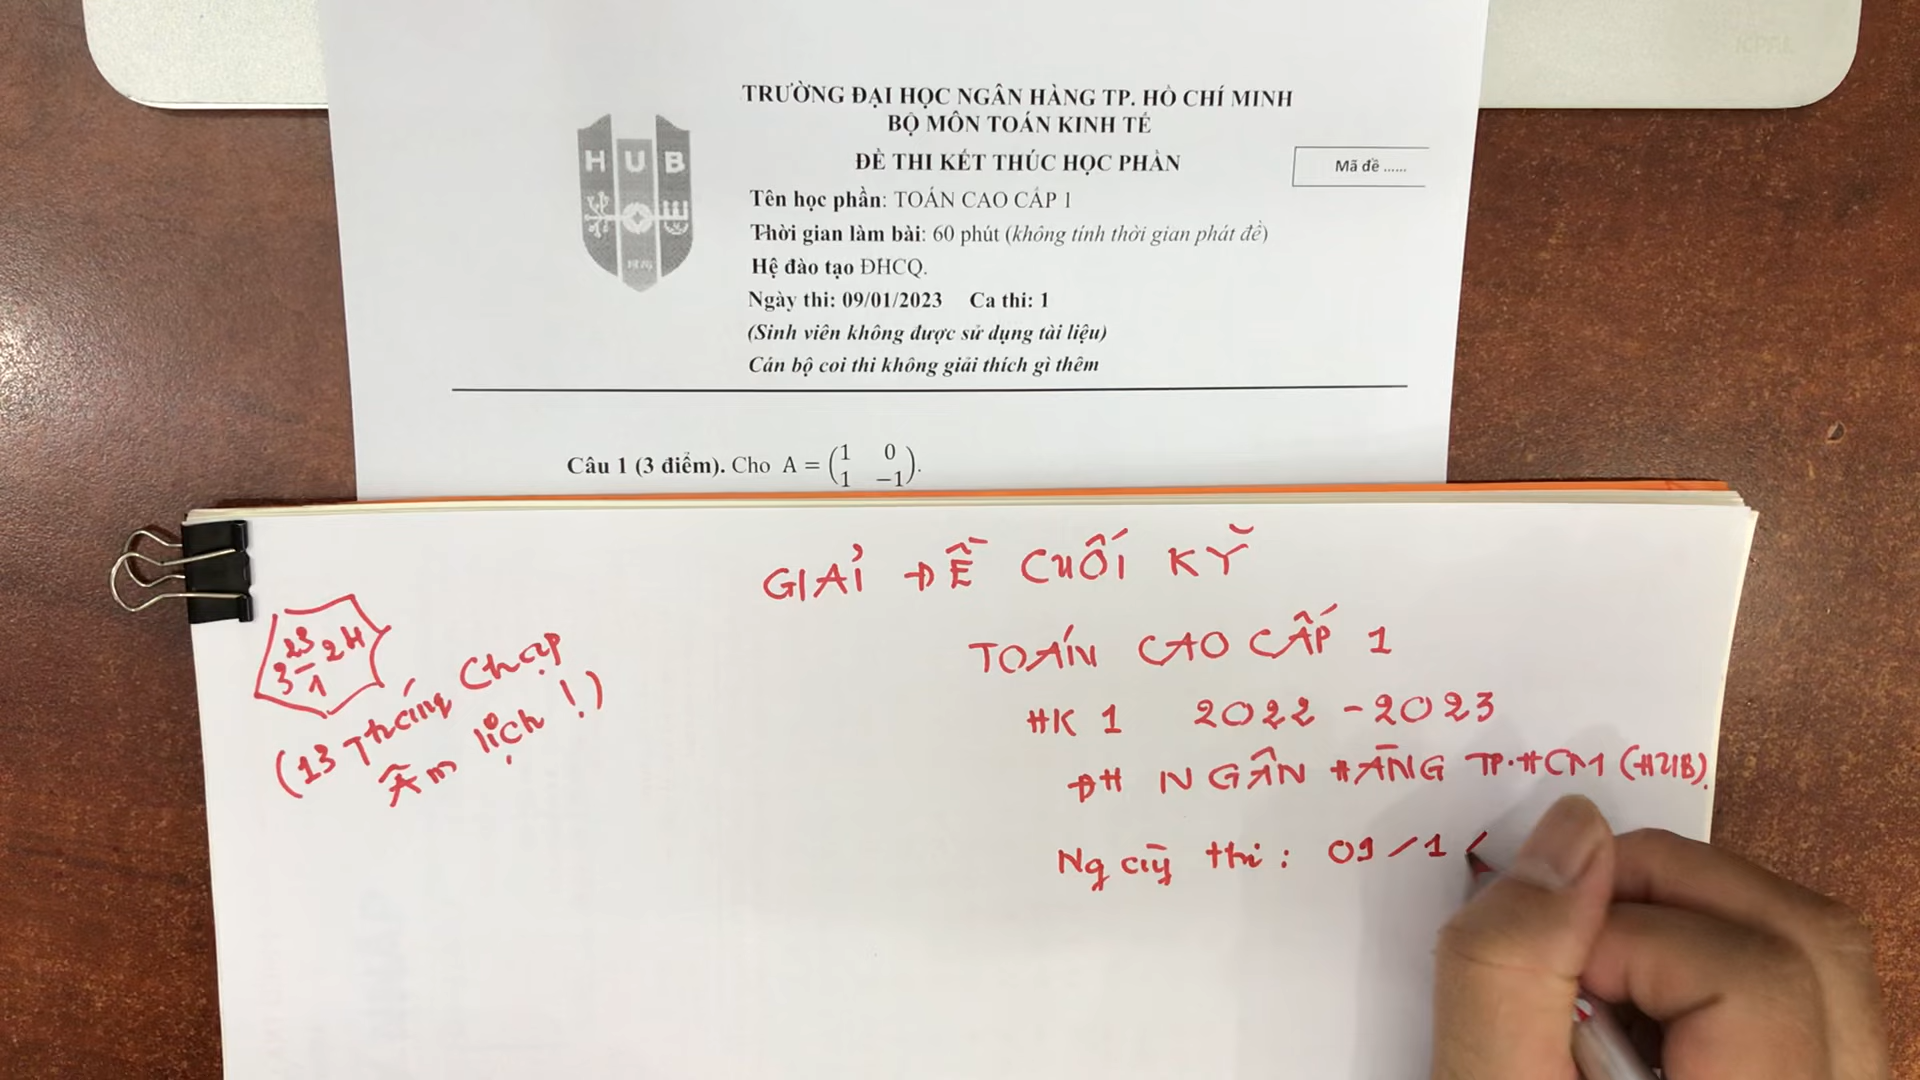 TRƯỜNG ĐẠI HỌC NGÂN HÀNG TP. HỒ CHÍ MINH
BỘ MÔN TOÁN KINH TẾ
ĐỀ THI KẾT THÚC HỌC PHẦN
Mã đề ......
H U B
1976
Tên học phần: TOÁN CAO CẤP 1
Thời gian làm bài: 60 phút (không tính thời gian phát đề)
Hệ đào tạo ĐHCQ.
Ngày thi: 09/01/2023 Ca thi: 1
(Sinh viên không được sử dụng tài liệu)
Cán bộ coi thi không giải thích gì thêm
Câu 1 (3 điểm). Cho A = (1 0
1 −1).
GIẢI ĐỀ CUỐI KỲ
TOÁN CAO CẤP 1
HK 1 2022 - 2023
ĐH NGÂN HÀNG TP.HCM (HUB).
Ngày thi: 09/1/
23 2H
3 1
(13 Tháng Chạp
Âm lịch!)